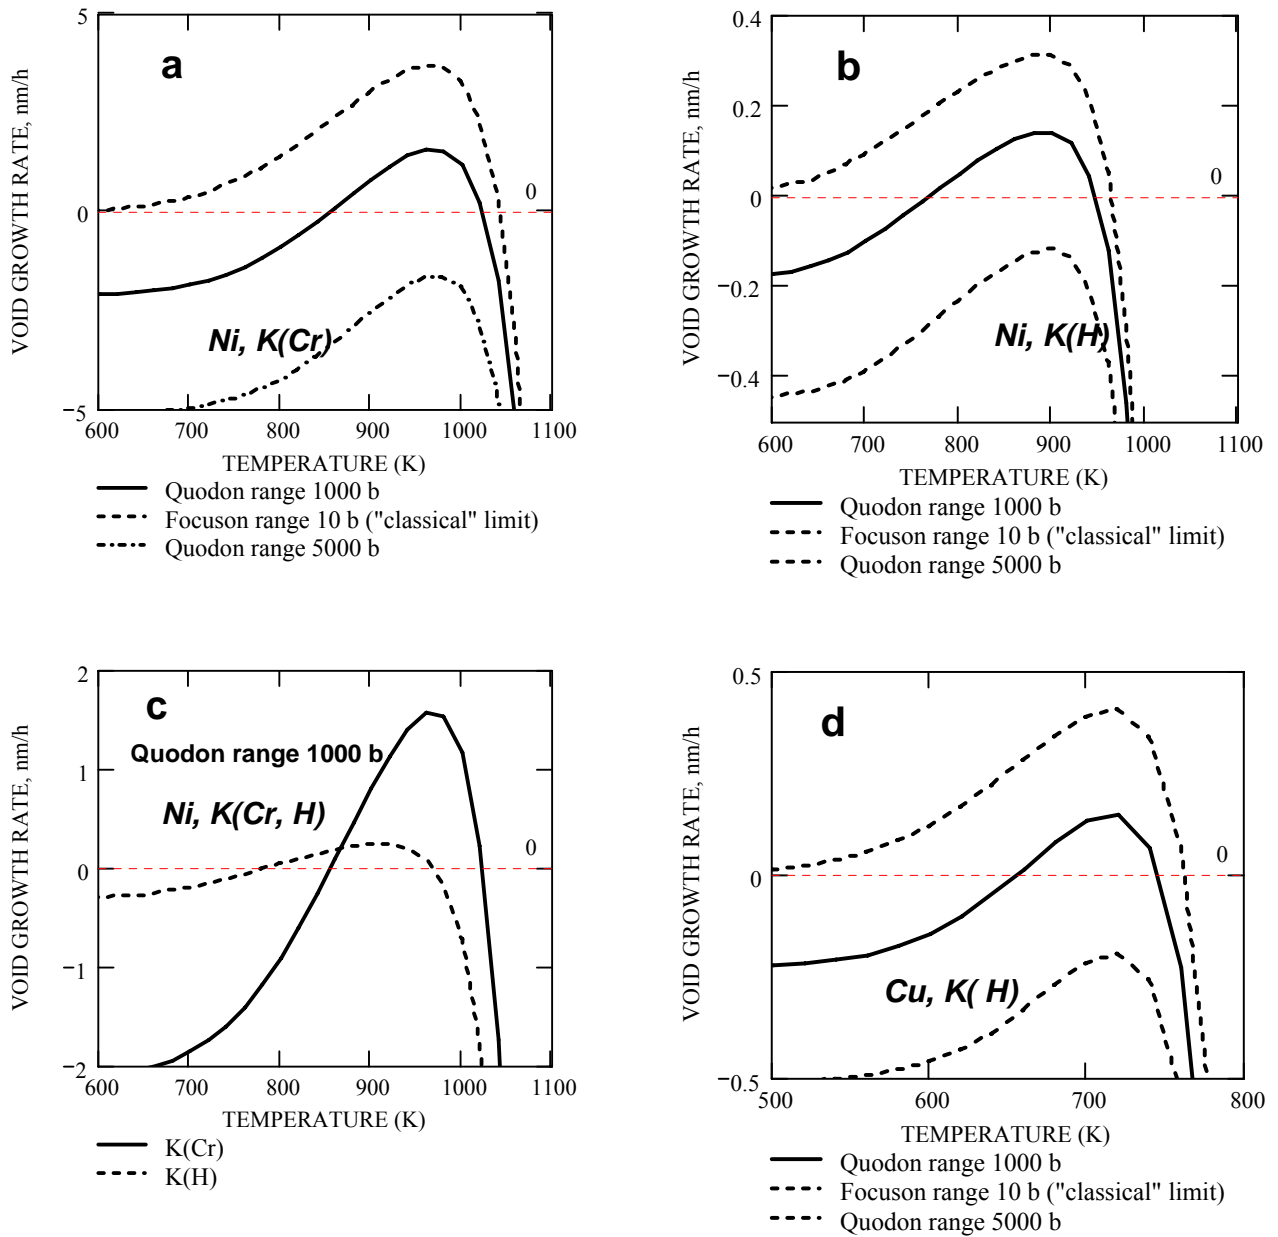 a
VOID GROWTH RATE, nm/h
5
0
−5
0
Ni, K(Cr)
600 700 800 900 1000 1100
TEMPERATURE (K)
Quodon range 1000 b
Focuson range 10 b ("classical" limit)
Quodon range 5000 b
b
VOID GROWTH RATE, nm/h
0.4
0.2
0
−0.2
−0.4
0
Ni, K(H)
600 700 800 900 1000 1100
TEMPERATURE (K)
Quodon range 1000 b
Focuson range 10 b ("classical" limit)
Quodon range 5000 b
c
VOID GROWTH RATE, nm/h
2
1
0
−1
−2
Quodon range 1000 b
Ni, K(Cr, H)
0
600 700 800 900 1000 1100
TEMPERATURE (K)
K(Cr)
K(H)
d
VOID GROWTH RATE, nm/h
0.5
0
−0.5
0
Cu, K( H)
500 600 700 800
TEMPERATURE (K)
Quodon range 1000 b
Focuson range 10 b ("classical" limit)
Quodon range 5000 b